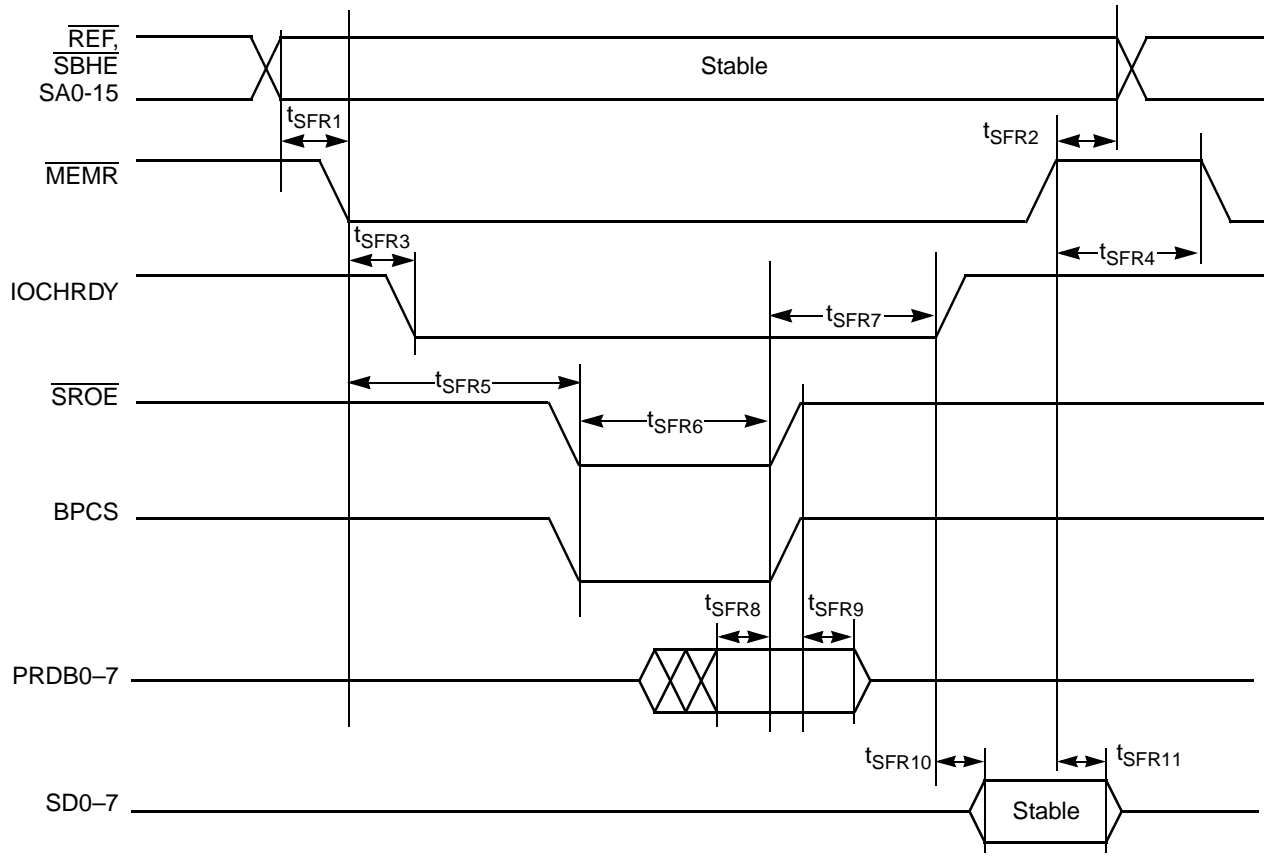 REF,
SBHE
SA0-15
Stable
tSFR1
tSFR2
MEMR
tSFR3
tSFR4
IOCHRDY
tSFR7
tSFR5
SROE
tSFR6
BPCS
tSFR8
tSFR9
PRDB0–7
tSFR10
tSFR11
SD0–7
Stable